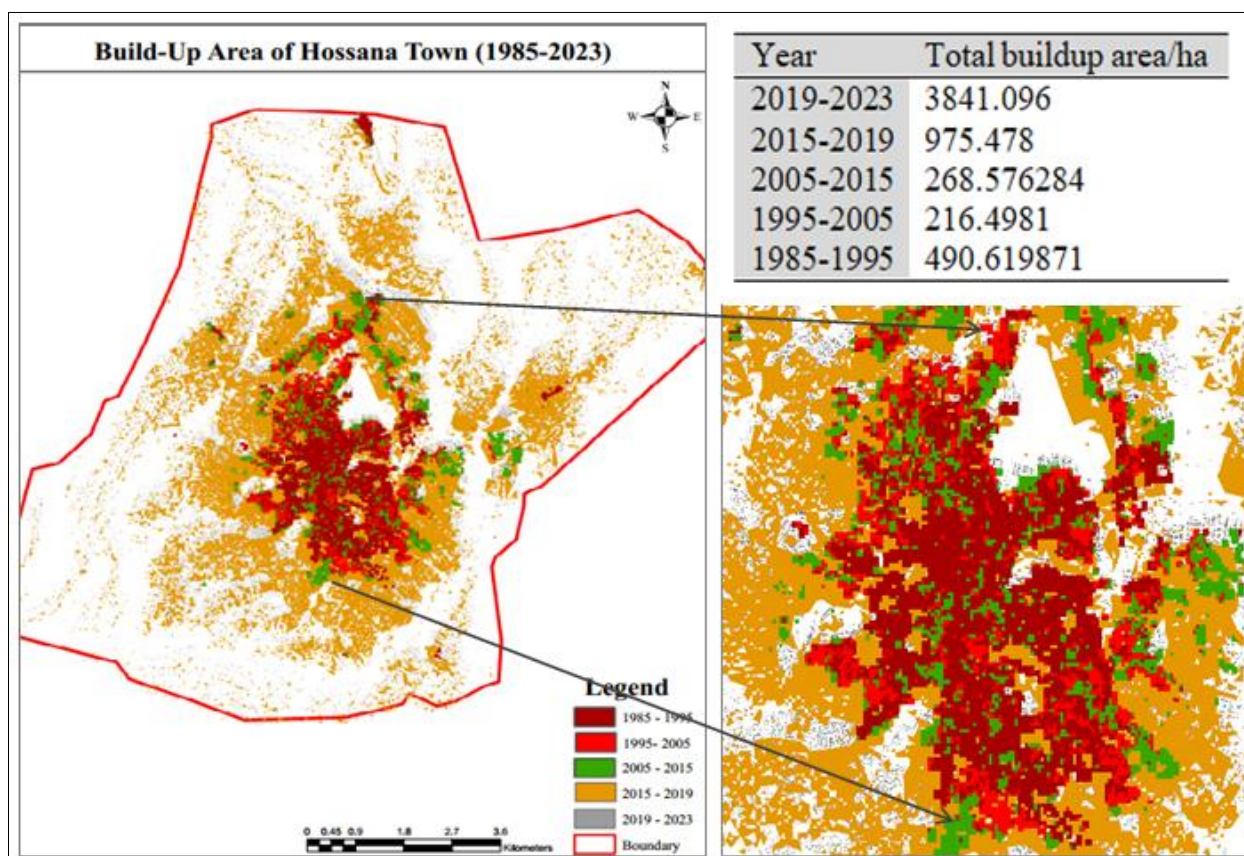 Build-Up Area of Hossana Town (1985-2023)
N
W E
S
Year Total buildup area/ha
2019-2023 3841.096
2015-2019 975.478
2005-2015 268.576284
1995-2005 216.4981
1985-1995 490.619871
Legend
1985 - 1995
1995- 2005
2005 - 2015
2015 - 2019
2019 - 2023
Boundary
0 0.45 0.9 1.8 2.7 3.6
Kilometers